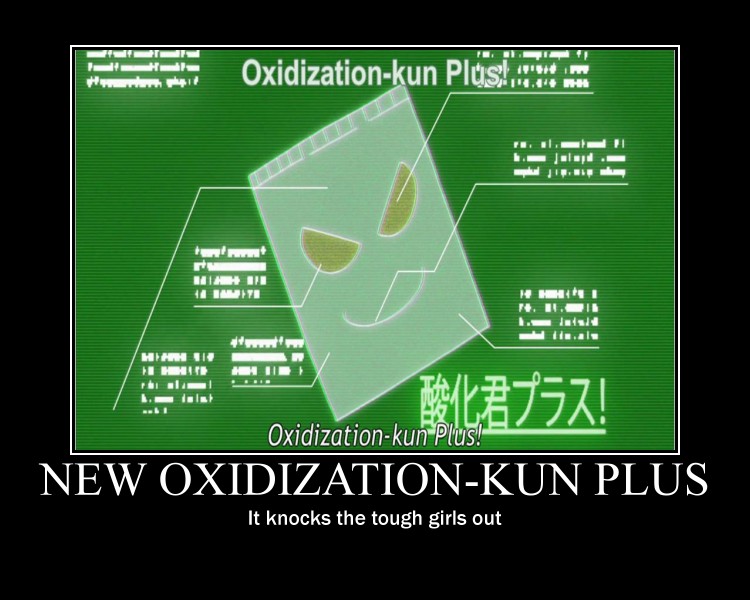 Oxidization-kun Plus!
酸化君プラス!
Oxidization-kun Plus!
NEW OXIDIZATION-KUN PLUS
It knocks the tough girls out